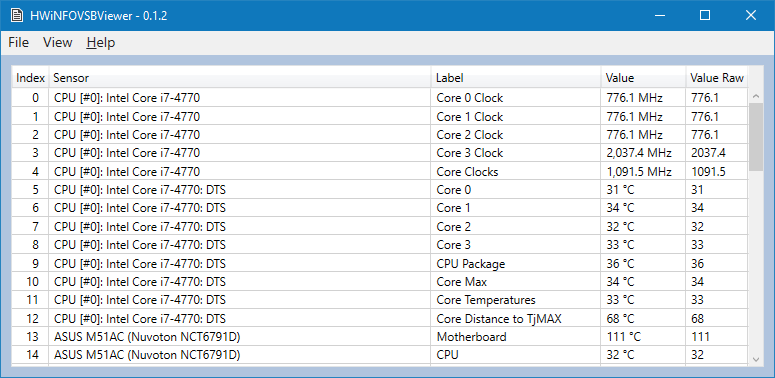 HWiNFOVSBViewer - 0.1.2
File View Help
Index Sensor Label Value Value Raw
0 CPU [#0]: Intel Core i7-4770 Core 0 Clock 776.1 MHz 776.1
1 CPU [#0]: Intel Core i7-4770 Core 1 Clock 776.1 MHz 776.1
2 CPU [#0]: Intel Core i7-4770 Core 2 Clock 776.1 MHz 776.1
3 CPU [#0]: Intel Core i7-4770 Core 3 Clock 2,037.4 MHz 2037.4
4 CPU [#0]: Intel Core i7-4770 Core Clocks 1,091.5 MHz 1091.5
5 CPU [#0]: Intel Core i7-4770: DTS Core 0 31 °C 31
6 CPU [#0]: Intel Core i7-4770: DTS Core 1 34 °C 34
7 CPU [#0]: Intel Core i7-4770: DTS Core 2 32 °C 32
8 CPU [#0]: Intel Core i7-4770: DTS Core 3 33 °C 33
9 CPU [#0]: Intel Core i7-4770: DTS CPU Package 36 °C 36
10 CPU [#0]: Intel Core i7-4770: DTS Core Max 34 °C 34
11 CPU [#0]: Intel Core i7-4770: DTS Core Temperatures 33 °C 33
12 CPU [#0]: Intel Core i7-4770: DTS Core Distance to TjMAX 68 °C 68
13 ASUS M51AC (Nuvoton NCT6791D) Motherboard 111 °C 111
14 ASUS M51AC (Nuvoton NCT6791D) CPU 32 °C 32